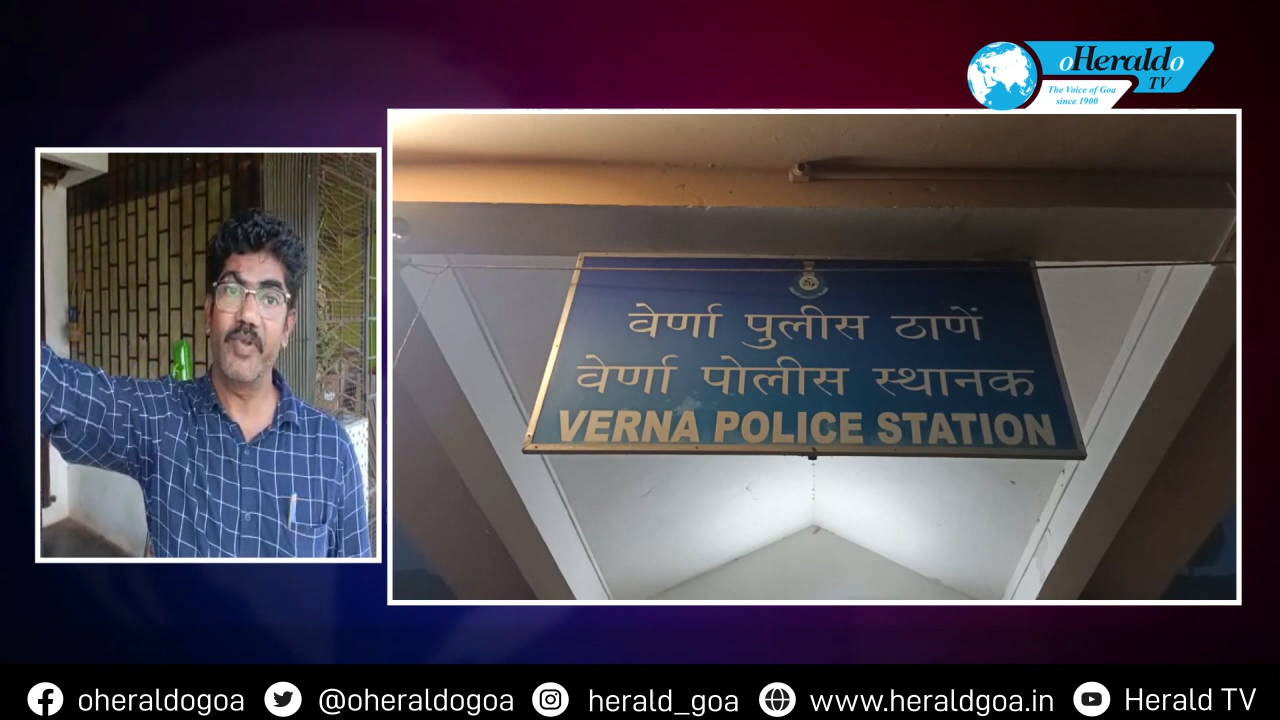 oHeraldo
TV
The Voice of Goa
since 1900
वेर्णा पुलीस ठाणें
वेर्णा पोलीस स्थानक
VERNA POLICE STATION
oheraldogoa
@oheraldogoa
herald_goa
www.heraldgoa.in
Herald TV